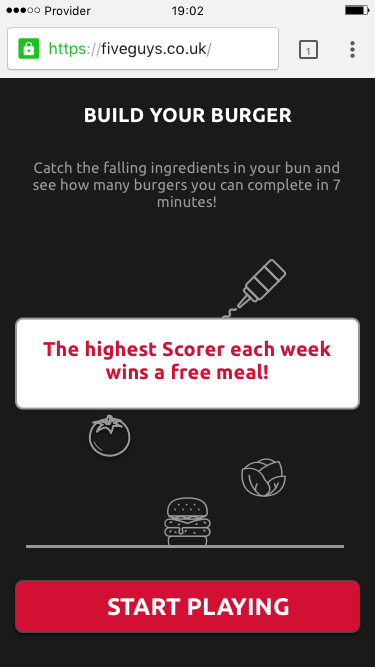 Provider 19:02
https://fiveguys.co.uk/ 1
BUILD YOUR BURGER
Catch the falling ingredients in your bun and
see how many burgers you can complete in 7
minutes!
The highest Scorer each week
wins a free meal!
START PLAYING